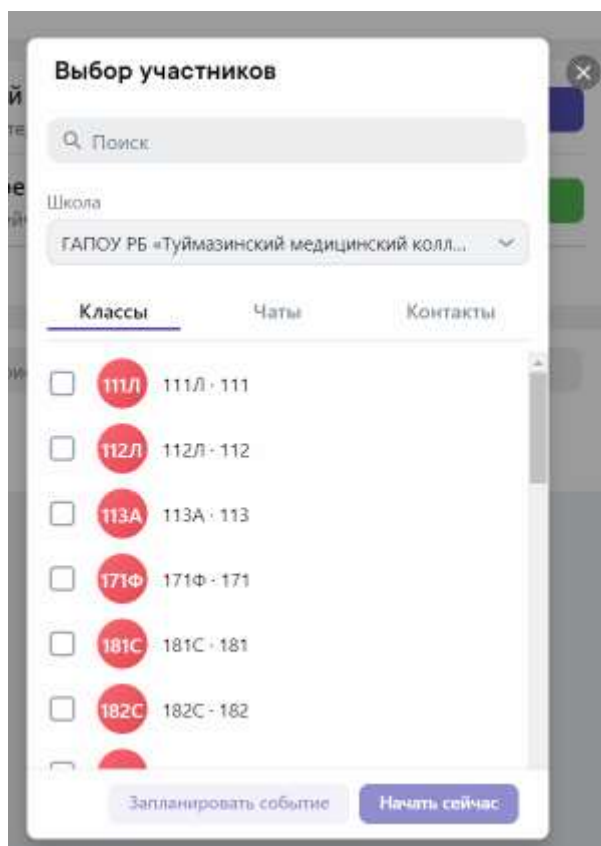 Выбор участников
Поиск
Школа
ГАПОУ РБ «Туймазинский медицинский колл...
Классы Чаты Контакты
111Л 111Л · 111
112Л 112Л · 112
113А 113А · 113
171Ф 171Ф · 171
181С 181С · 181
182С 182С · 182
Запланировать событие Начать сейчас